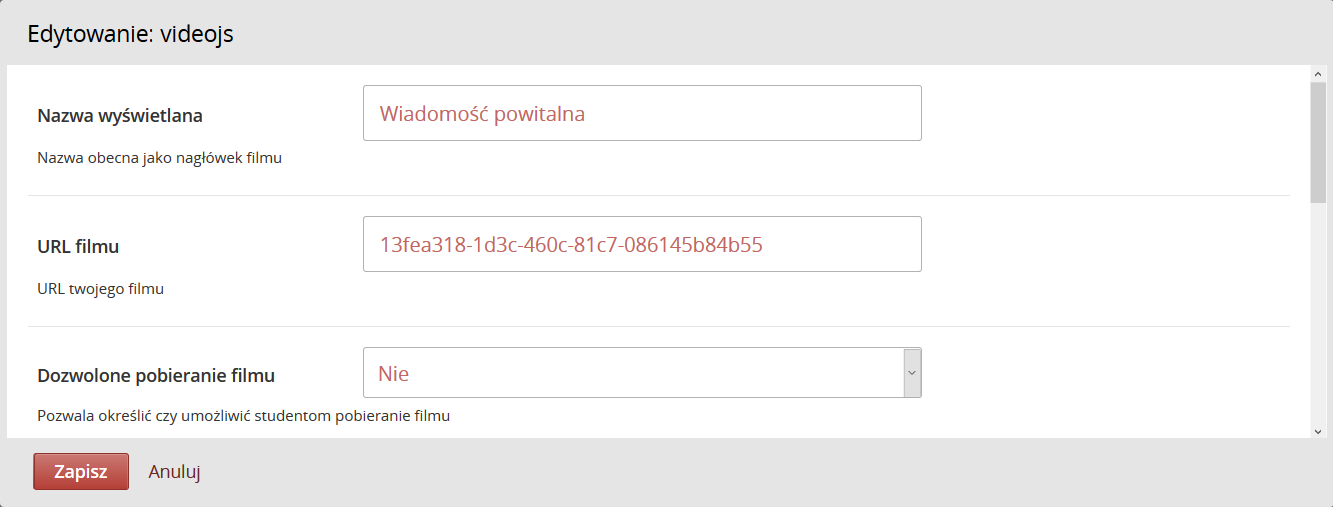 Edytowanie: videojs
Nazwa wyświetlana
Wiadomość powitalna
Nazwa obecna jako nagłówek filmu
URL filmu
13fea318-1d3c-460c-81c7-086145b84b55
URL twojego filmu
Dozwolone pobieranie filmu
Nie
Pozwala określić czy umożliwić studentom pobieranie filmu
Zapisz
Anuluj